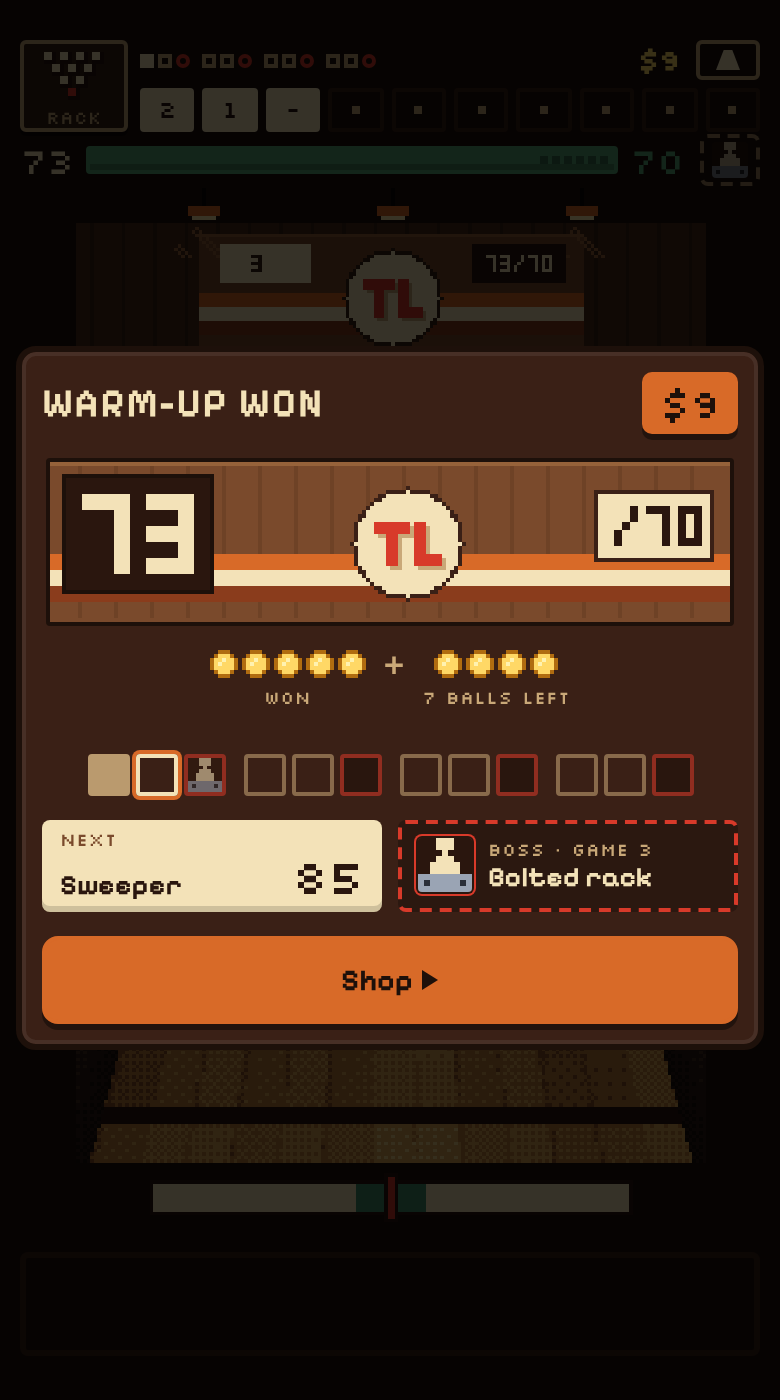 $9
RACK
2 1 -
73 70
3 TL 73/70
WARM-UP WON
$9
73 TL /70
+
WON 7 BALLS LEFT
NEXT
Sweeper 85
BOSS · GAME 3
Bolted rack
Shop